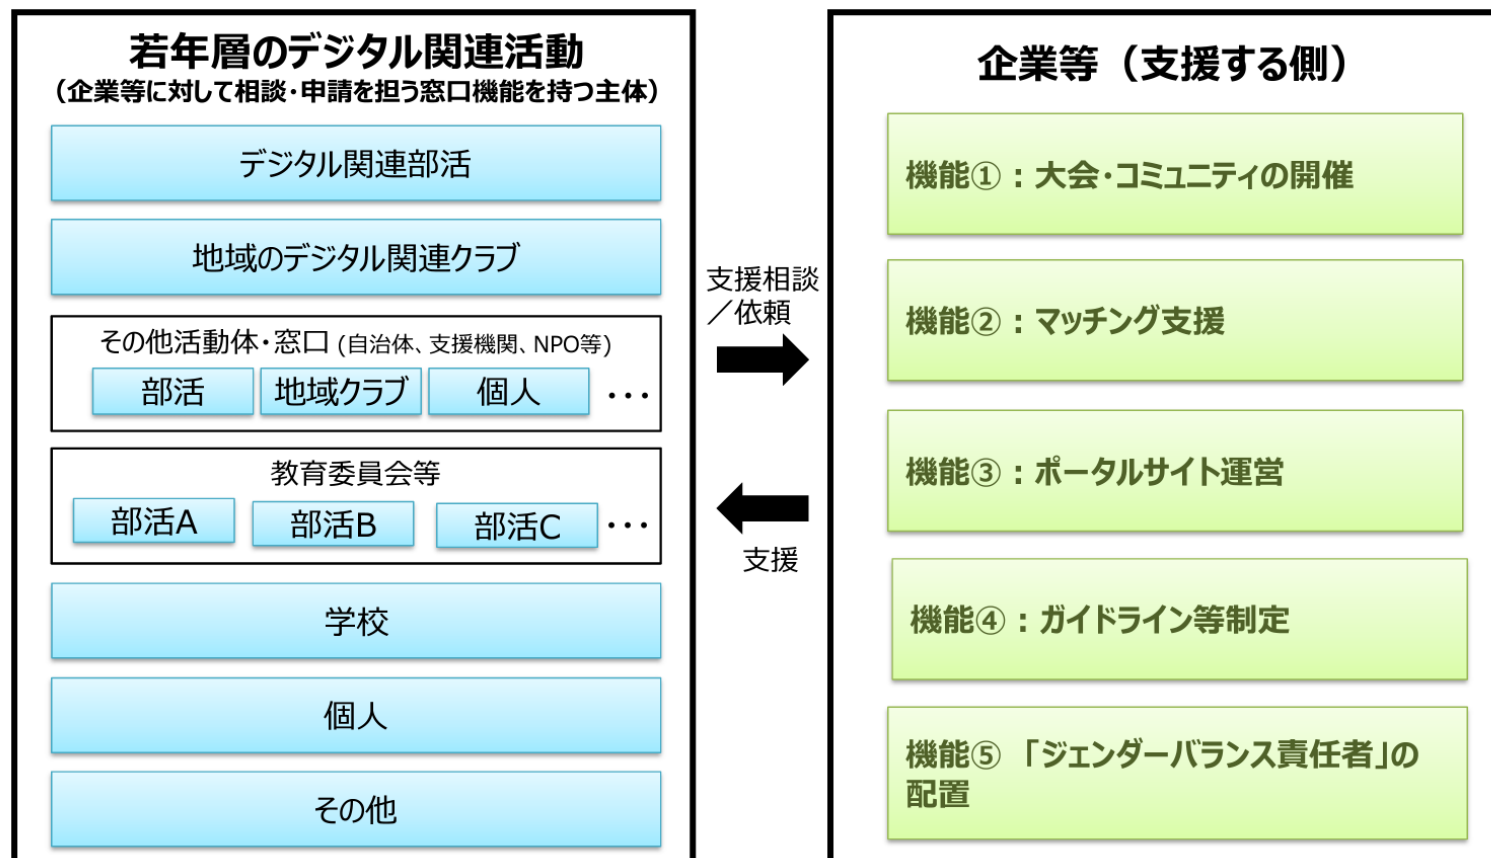 若年層のデジタル関連活動
（企業等に対して相談・申請を担う窓口機能を持つ主体）
デジタル関連部活
地域のデジタル関連クラブ
その他活動体・窓口 (自治体、支援機関、NPO等)
部活 地域クラブ 個人 ・・・
教育委員会等
部活A 部活B 部活C ・・・
学校
個人
その他
支援相談
／依頼
支援
企業等（支援する側）
機能①：大会・コミュニティの開催
機能②：マッチング支援
機能③：ポータルサイト運営
機能④：ガイドライン等制定
機能⑤ 「ジェンダーバランス責任者」の
配置